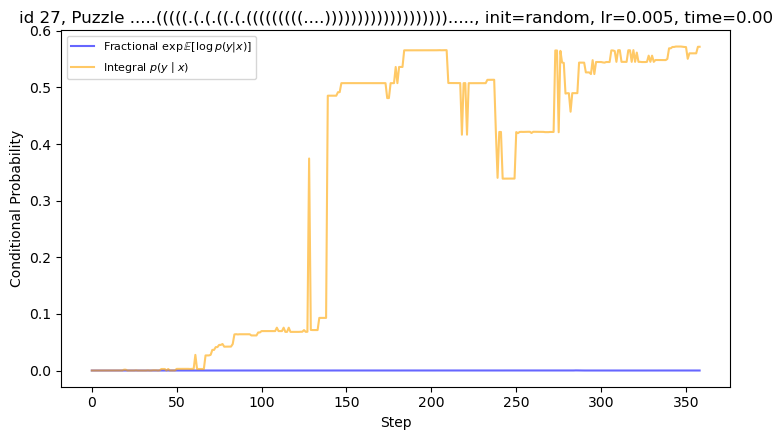 id 27, Puzzle .....(((((.(.(.((.(.(((((((((....)))))))))))))))))))....., init=random, lr=0.005, time=0.00
Fractional exp𝔼[log p(y|x)]
Integral p(y | x)
0.6
0.5
0.4
0.3
0.2
0.1
0.0
Conditional Probability
0 50 100 150 200 250 300 350
Step